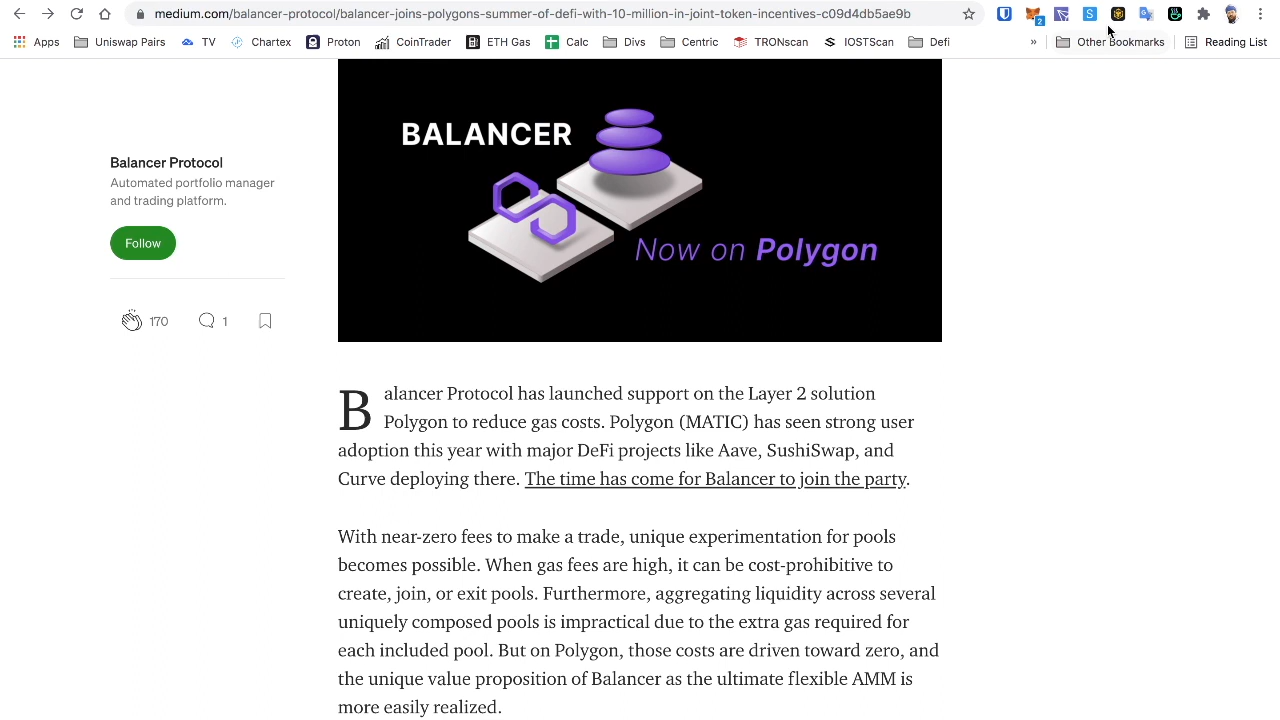 medium.com/balancer-protocol/balancer-joins-polygons-summer-of-defi-with-10-million-in-joint-token-incentives-c09d4db5ae9b
2
Apps Uniswap Pairs TV Chartex Proton CoinTrader ETH Gas Calc Divs Centric TRONscan IOSTScan Defi » Other Bookmarks Reading List
BALANCER
Now on Polygon
Balancer Protocol
Automated portfolio manager
and trading platform.
Follow
170 1
Balancer Protocol has launched support on the Layer 2 solution
Polygon to reduce gas costs. Polygon (MATIC) has seen strong user
adoption this year with major DeFi projects like Aave, SushiSwap, and
Curve deploying there. The time has come for Balancer to join the party.
With near-zero fees to make a trade, unique experimentation for pools
becomes possible. When gas fees are high, it can be cost-prohibitive to
create, join, or exit pools. Furthermore, aggregating liquidity across several
uniquely composed pools is impractical due to the extra gas required for
each included pool. But on Polygon, those costs are driven toward zero, and
the unique value proposition of Balancer as the ultimate flexible AMM is
more easily realized.